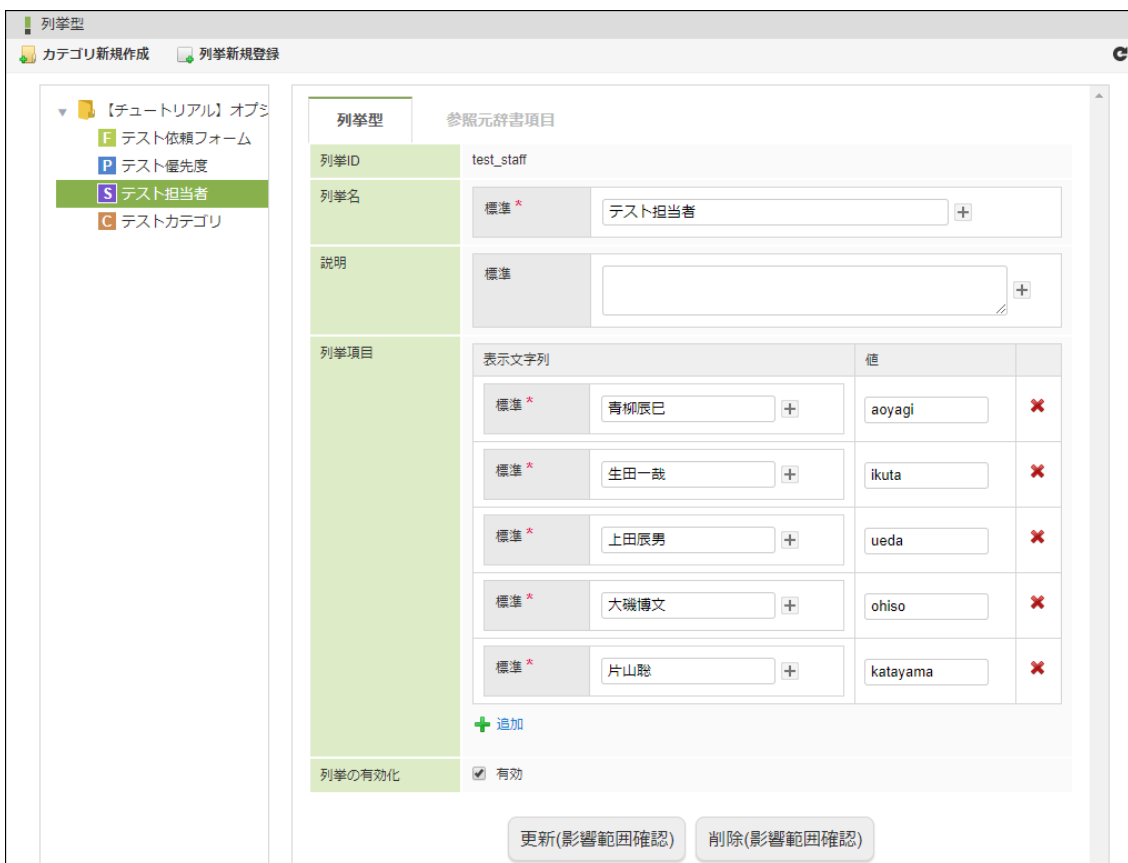 列挙型
カテゴリ新規作成 列挙新規登録
【チュートリアル】オプシ
F テスト依頼フォーム
P テスト優先度
S テスト担当者
C テストカテゴリ
列挙型 参照元辞書項目
列挙ID test_staff
列挙名 標準 * テスト担当者
説明 標準
列挙項目 表示文字列 値
標準 * 青柳辰巳 aoyagi
標準 * 生田一哉 ikuta
標準 * 上田辰男 ueda
標準 * 大磯博文 ohiso
標準 * 片山聡 katayama
追加
列挙の有効化 有効
更新(影響範囲確認) 削除(影響範囲確認)